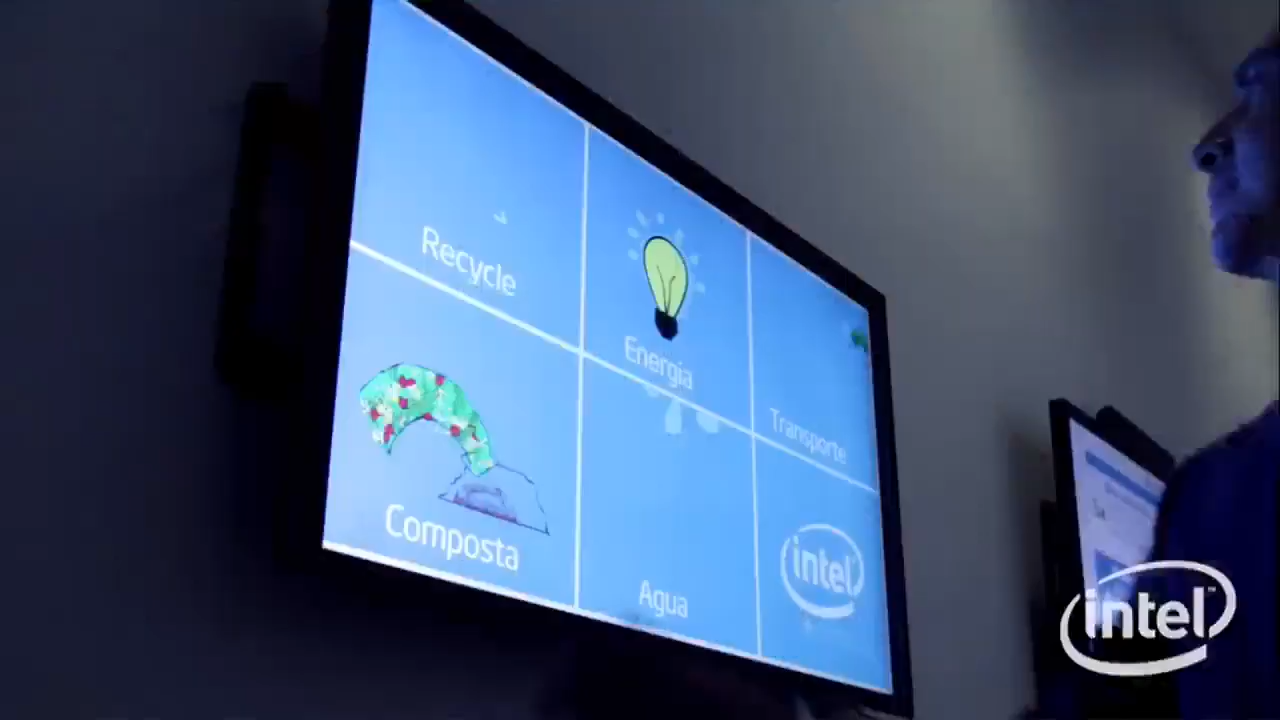 Recycle
Energia
Transporte
Composta
Agua
intel
intel